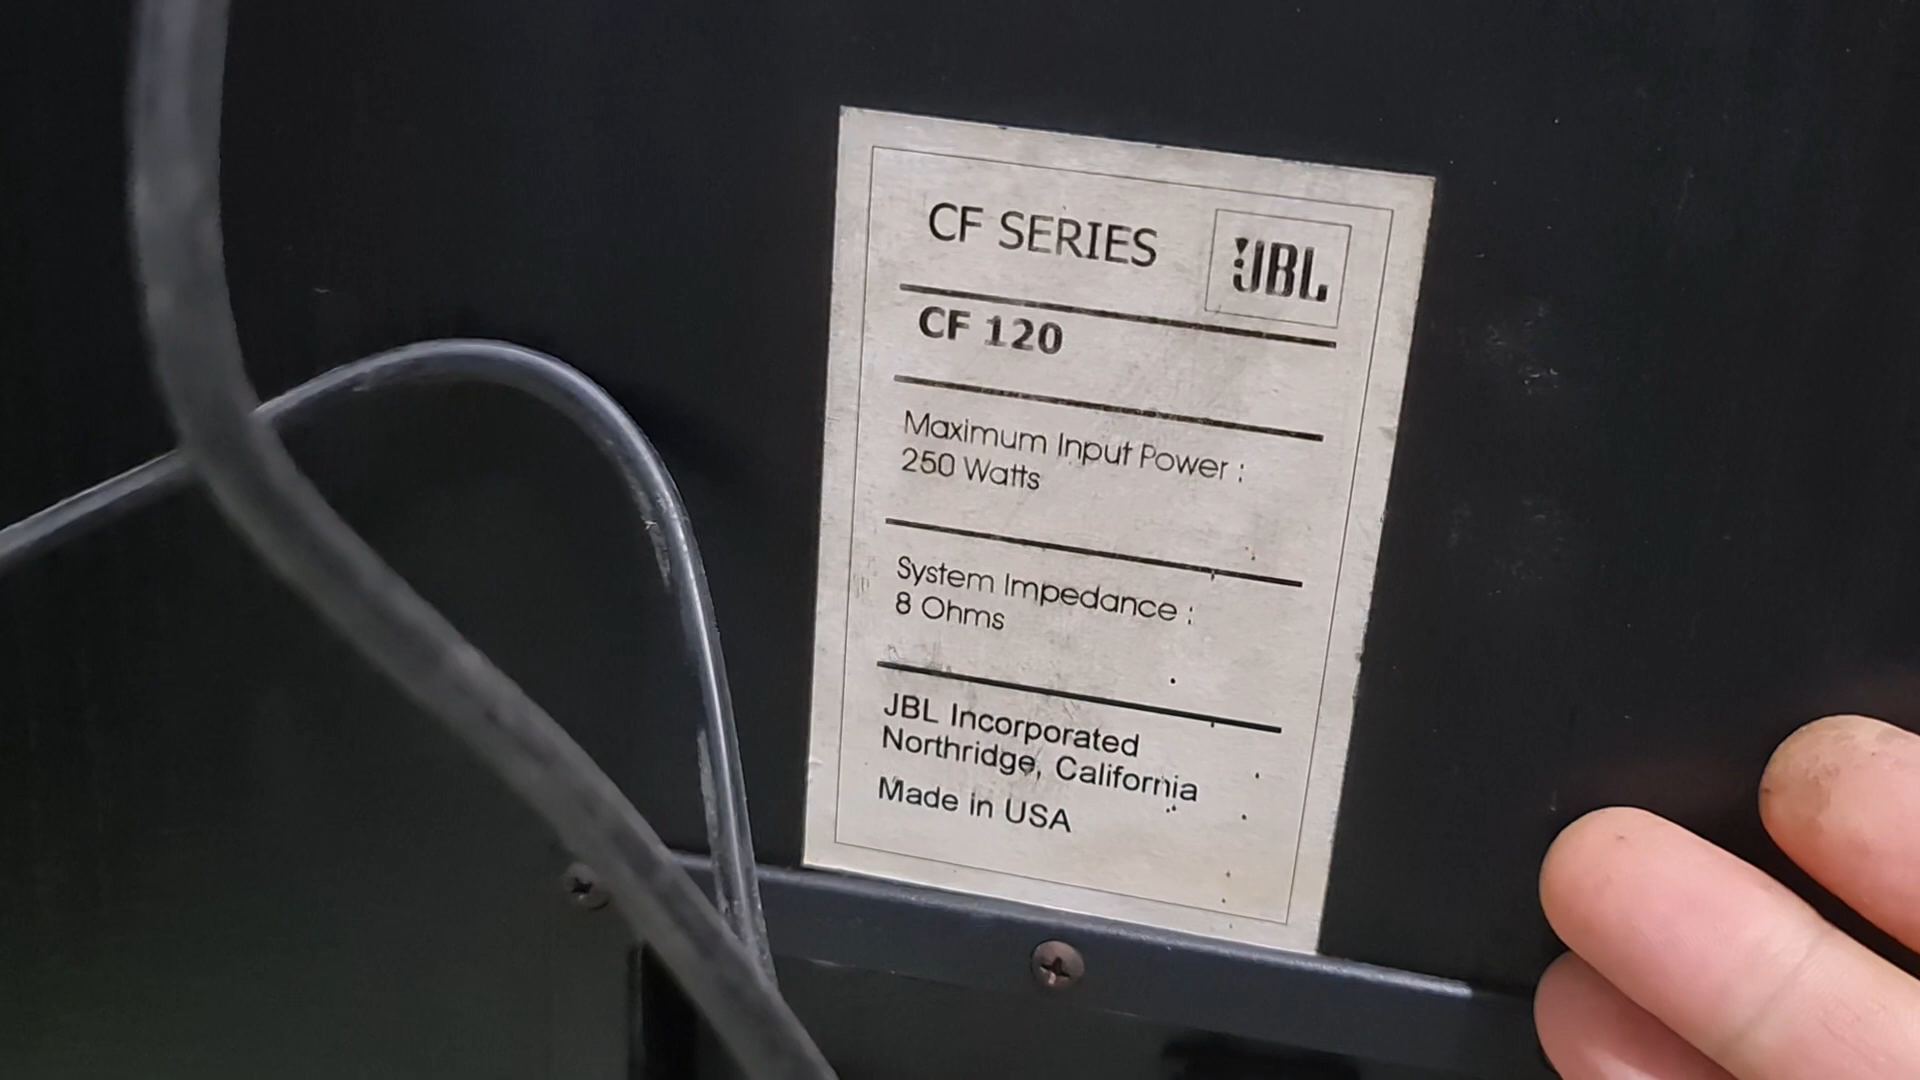 CF SERIES
JBL
CF 120
Maximum Input Power :
250 Watts
System Impedance :
8 Ohms
JBL Incorporated
Northridge, California
Made in USA